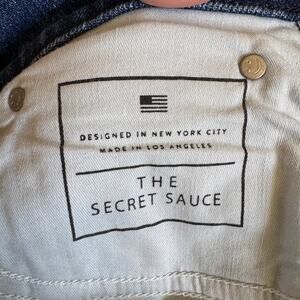 DESIGNED IN NEW YORK CITY
MADE IN LOS ANGELES
THE
SECRET SAUCE